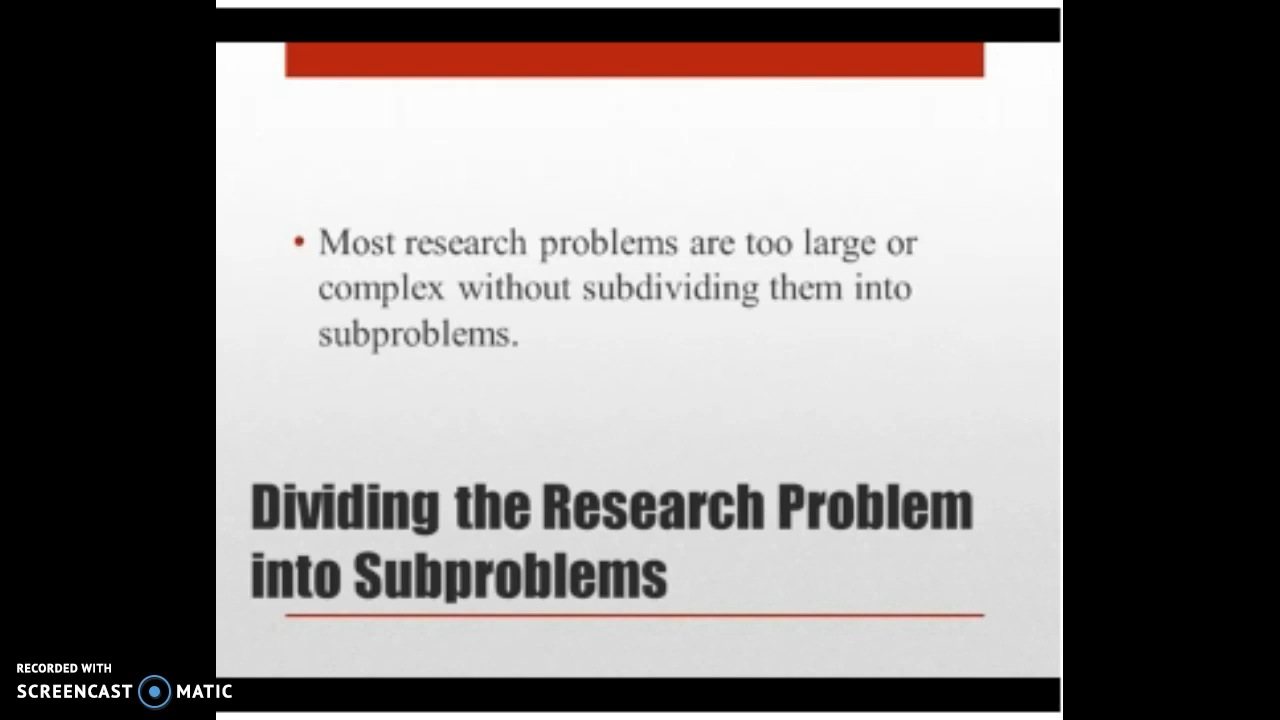 • Most research problems are too large or
complex without subdividing them into
subproblems.
Dividing the Research Problem
into Subproblems
RECORDED WITH
SCREENCAST MATIC